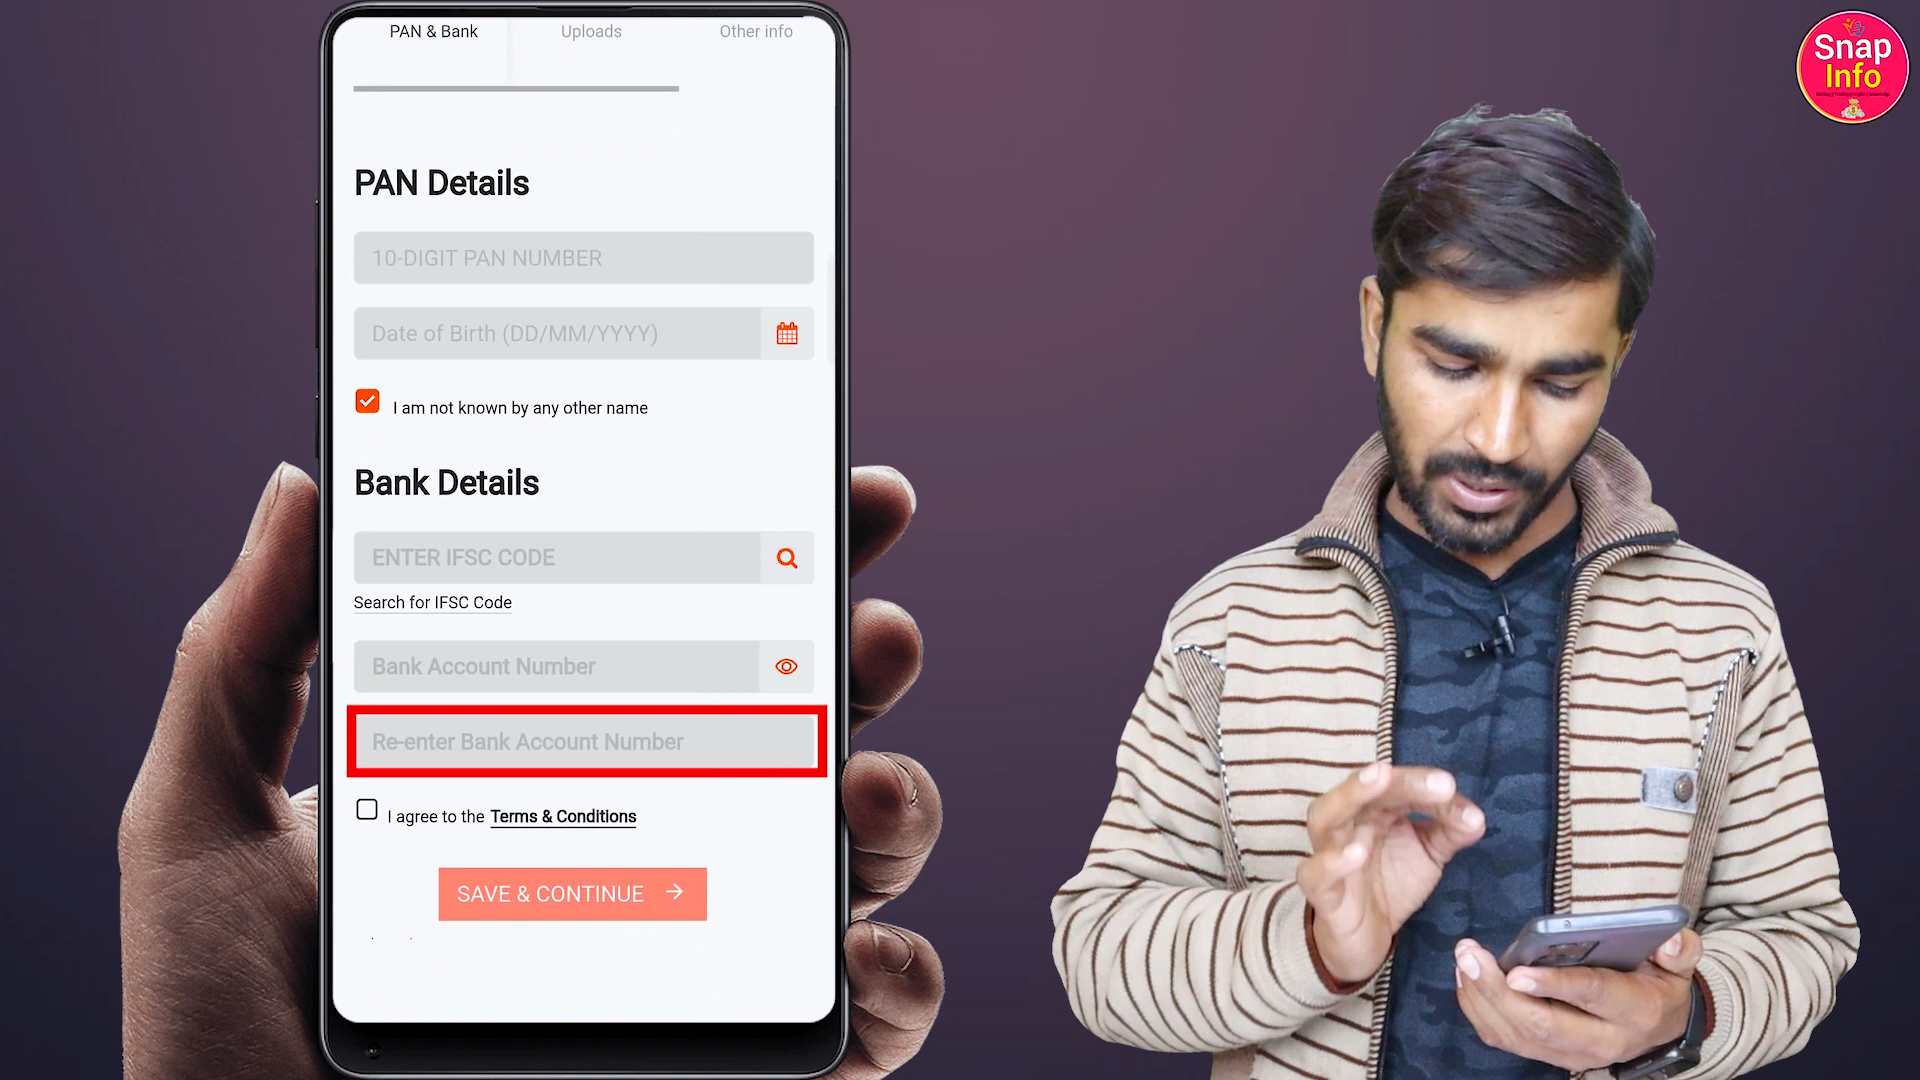 PAN & Bank
Uploads
Other info
PAN Details
10-DIGIT PAN NUMBER
Date of Birth (DD/MM/YYYY)
I am not known by any other name
Bank Details
ENTER IFSC CODE
Search for IFSC Code
Bank Account Number
Re-enter Bank Account Number
I agree to the Terms & Conditions
SAVE & CONTINUE
Snap
Info